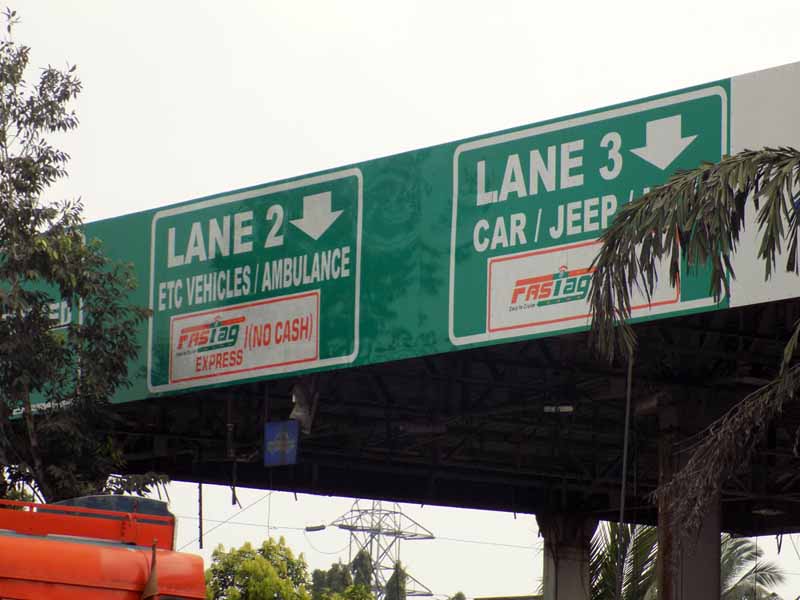 LANE 2
ETC VEHICLES / AMBULANCE
FASTag /(NO CASH)
EXPRESS
LANE 3
CAR / JEEP /
FASTag